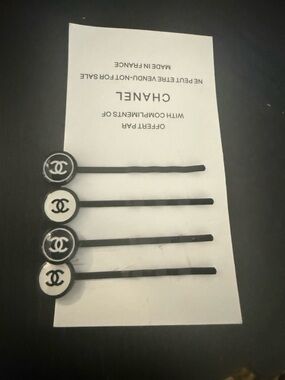 OFFERT PAR
WITH COMPLIMENTS OF
CHANEL
NE PEUT ETRE VENDU-NOT FOR SALE
MADE IN FRANCE